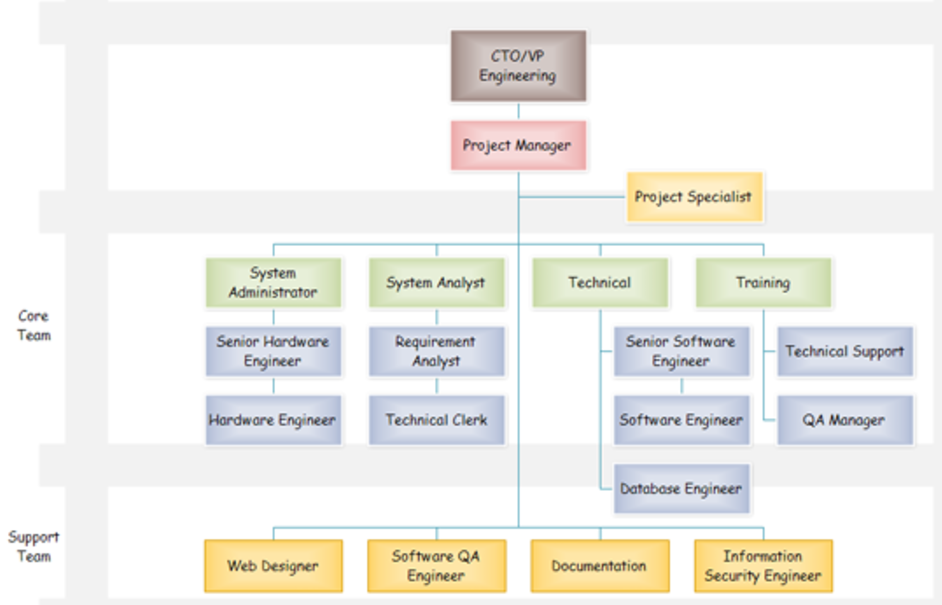 CTO/VP
Engineering
Project Manager
Project Specialist
System
Administrator
System Analyst
Technical
Training
Core
Team
Senior Hardware
Engineer
Requirement
Analyst
Senior Software
Engineer
Technical Support
Hardware Engineer
Technical Clerk
Software Engineer
QA Manager
Database Engineer
Support
Team
Web Designer
Software QA
Engineer
Documentation
Information
Security Engineer